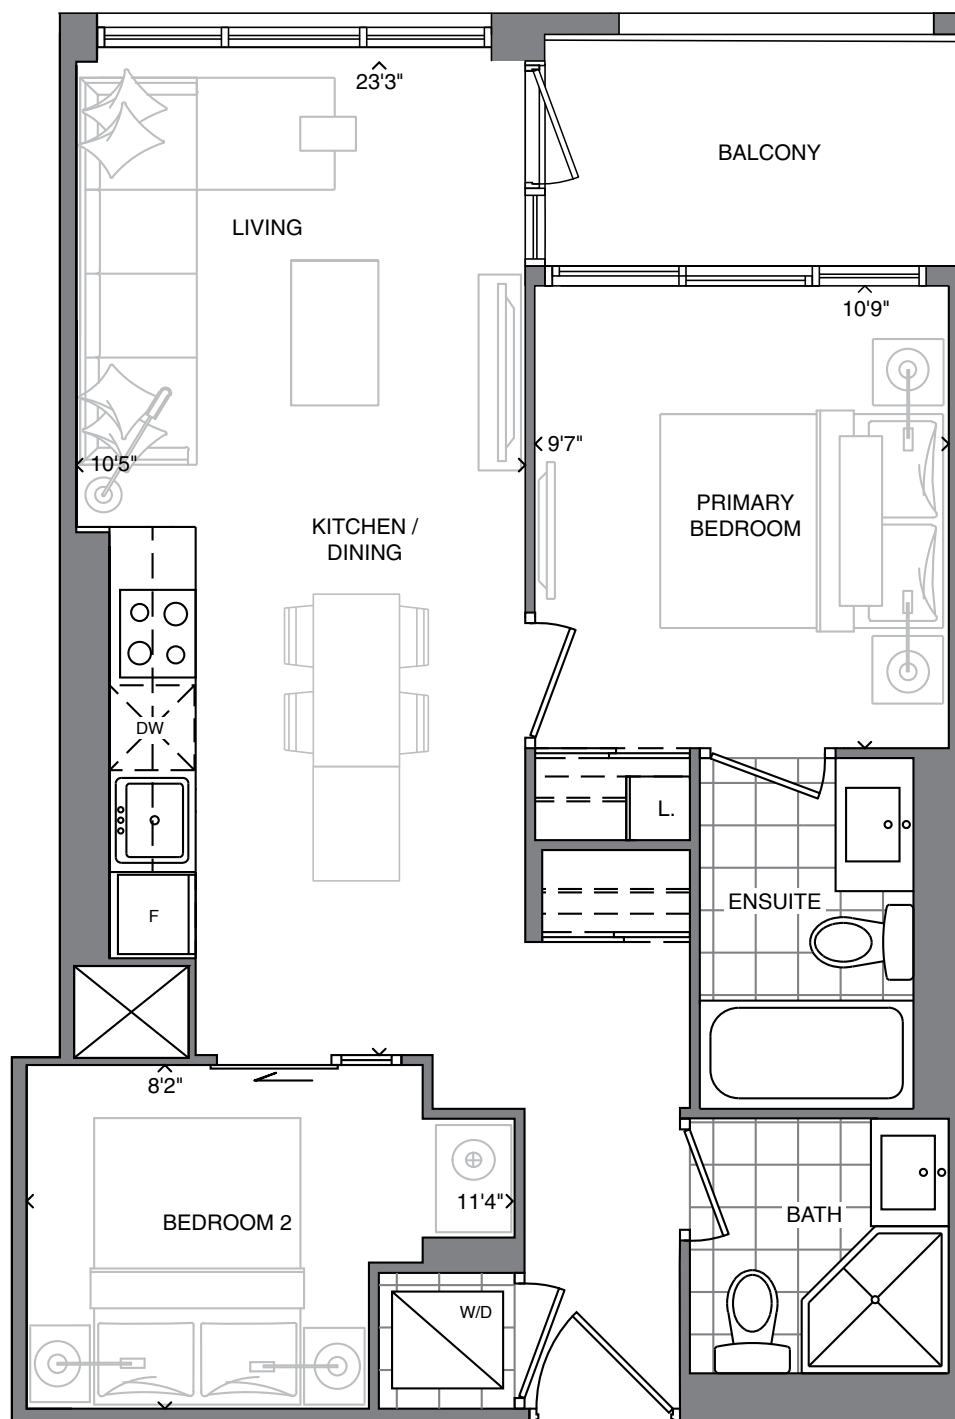 23'3"
BALCONY
LIVING
10'9"
9'7"
10'5"
PRIMARY
BEDROOM
KITCHEN /
DINING
DW
L.
F
ENSUITE
8'2"
11'4"
BEDROOM 2
BATH
W/D